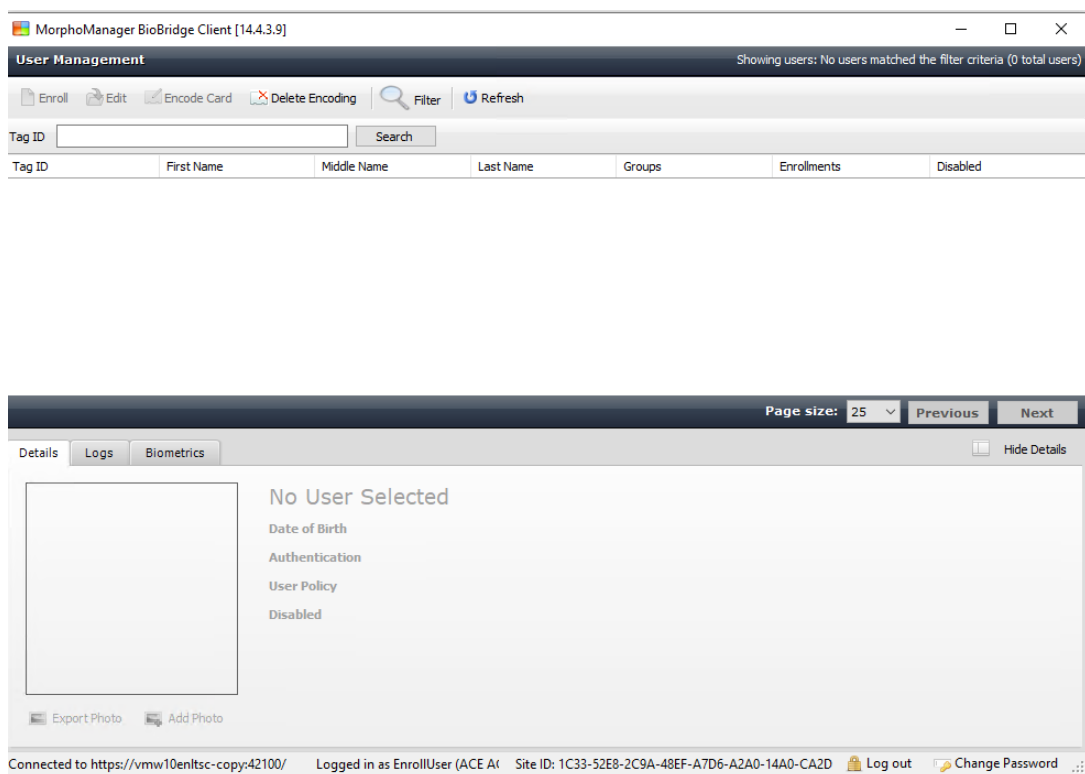 MorphoManager BioBridge Client [14.4.3.9]
User Management Showing users: No users matched the filter criteria (0 total users)
Enroll Edit Encode Card Delete Encoding Filter Refresh
Tag ID Search
Tag ID First Name Middle Name Last Name Groups Enrollments Disabled
Page size: 25 Previous Next
Details Logs Biometrics Hide Details
No User Selected
Date of Birth
Authentication
User Policy
Disabled
Export Photo Add Photo
Connected to https://vmw10enltsc-copy:42100/ Logged in as EnrollUser (ACE A Site ID: 1C33-52E8-2C9A-48EF-A7D6-A2A0-14A0-CA2D Log out Change Password